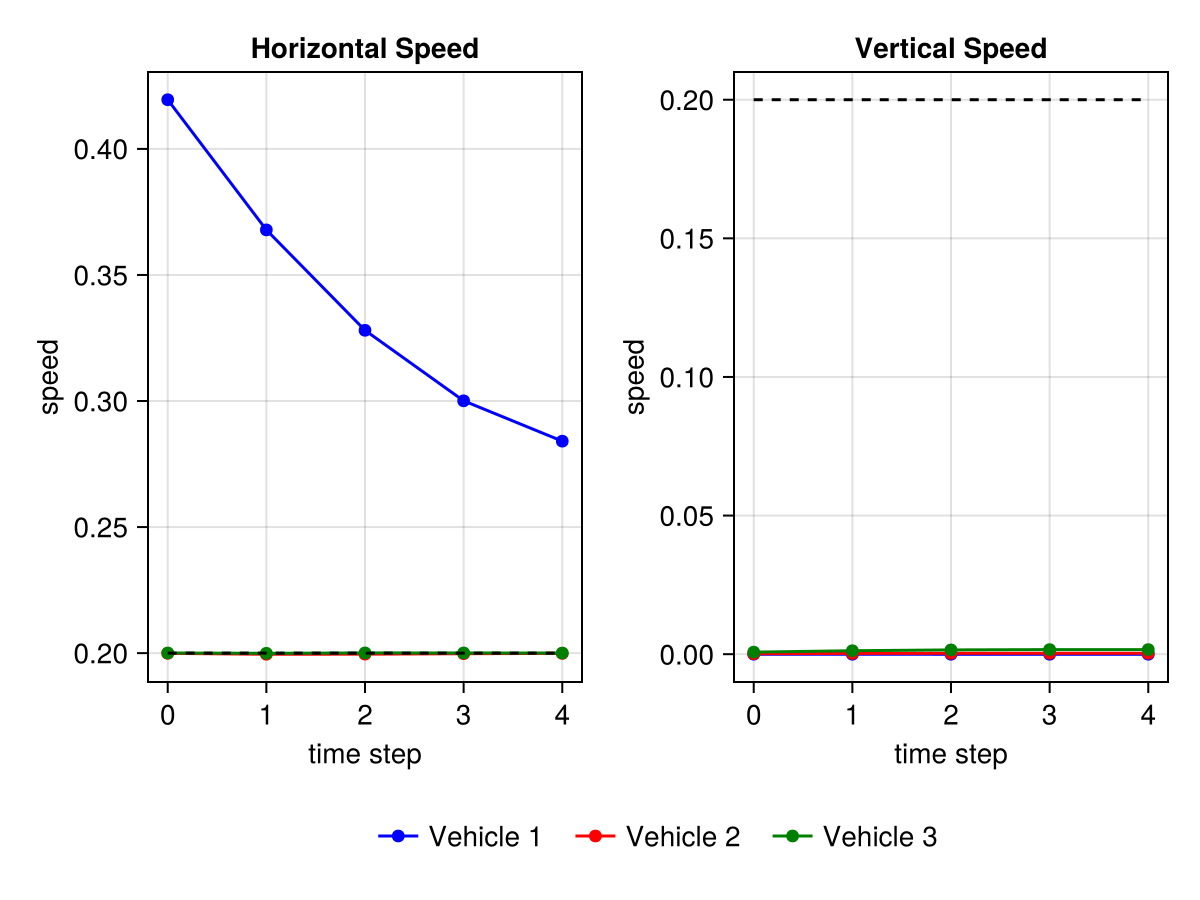 Horizontal Speed
0.40
0.35
0.30
0.25
0.20
speed
0 1 2 3 4
time step
Vertical Speed
0.20
0.15
0.10
0.05
0.00
speed
0 1 2 3 4
time step
Vehicle 1 Vehicle 2 Vehicle 3